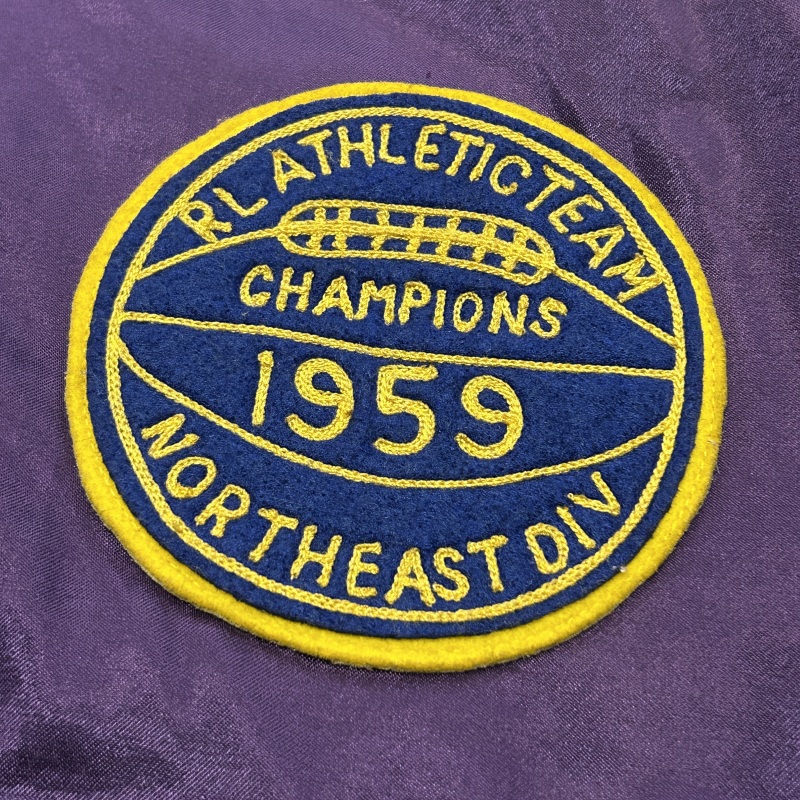 RL ATHLETIC TEAM
CHAMPIONS
1959
NORTHEAST DIV